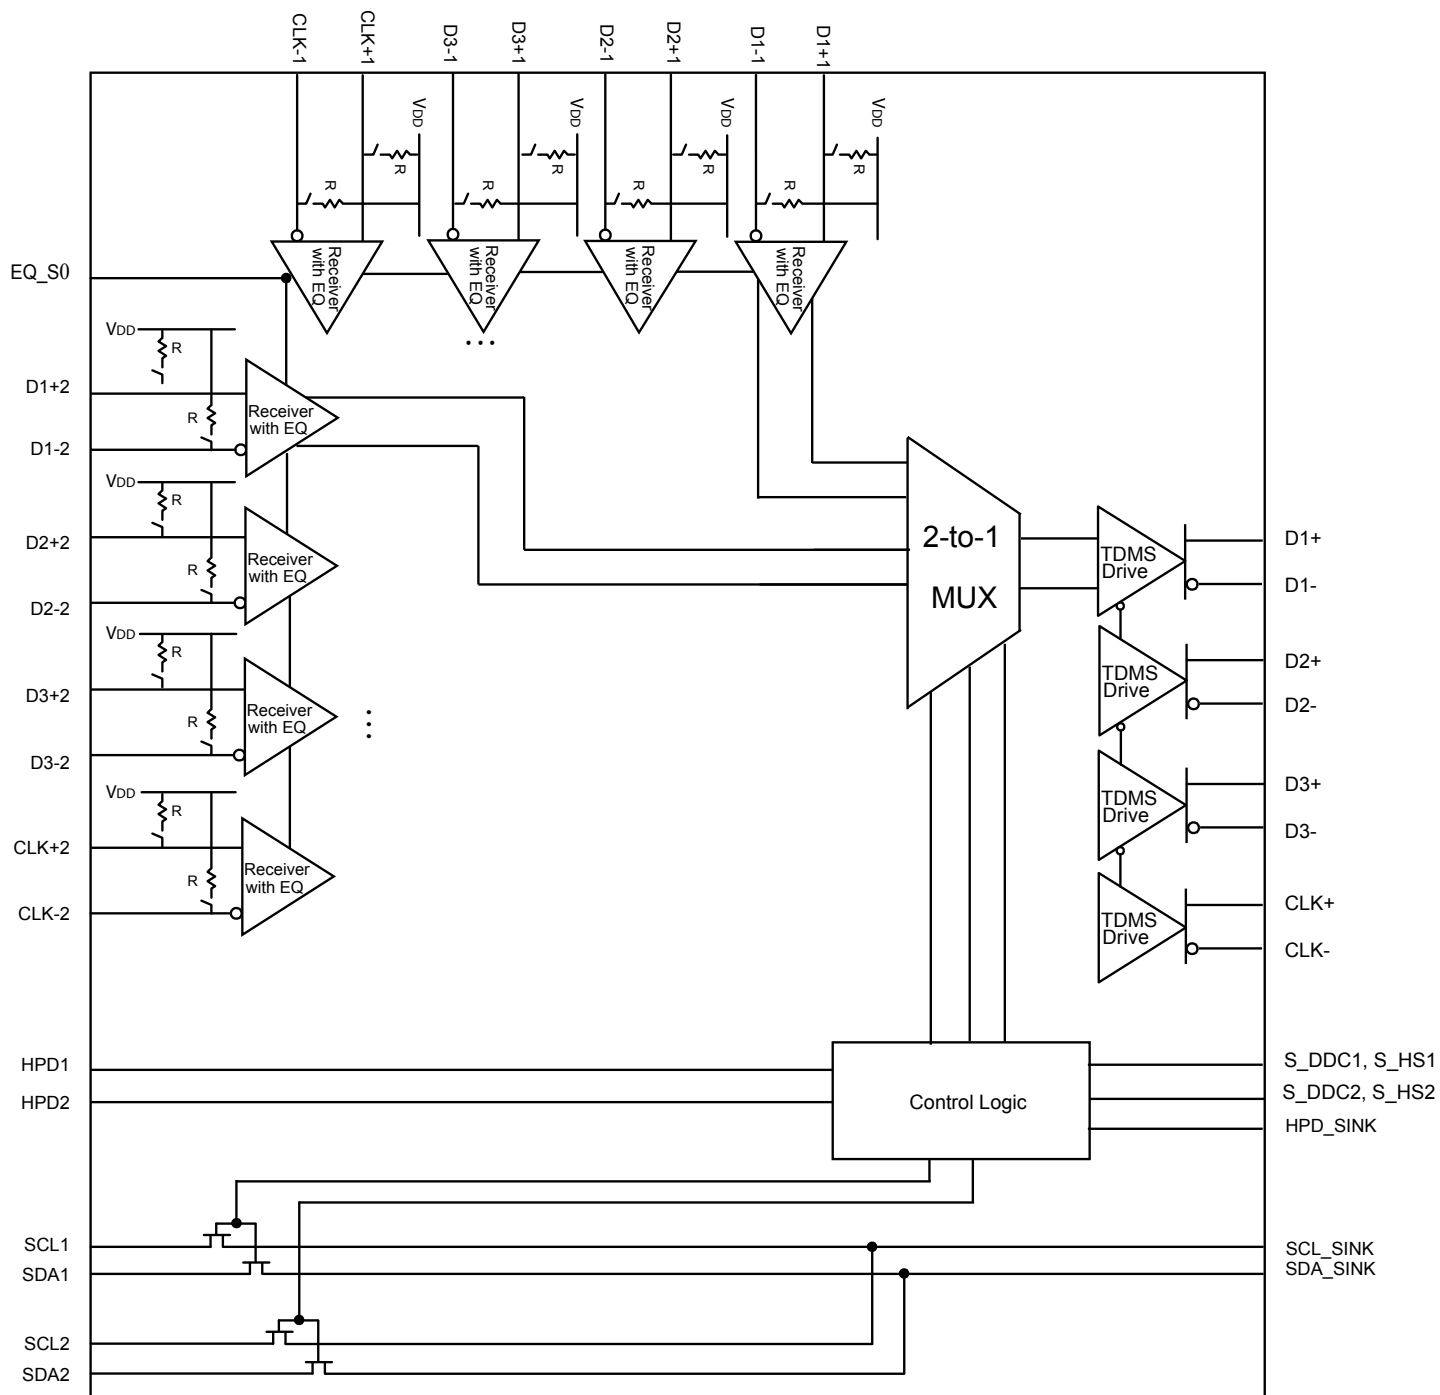 CLK-1
CLK+1
D3-1
D3+1
D2-1
D2+1
D1-1
D1+1
VDD
VDD
VDD
VDD
R
R
R
R
R
R
R
R
Receiver
with EQ
Receiver
with EQ
Receiver
with EQ
Receiver
with EQ
...
EQ_S0
VDD
R
D1+2
R
Receiver
with EQ
D1-2
VDD
R
D2+2
R
Receiver
with EQ
D2-2
VDD
R
D3+2
R
Receiver
with EQ
...
D3-2
VDD
R
CLK+2
R
Receiver
with EQ
CLK-2
2-to-1
MUX
TDMS
Drive
D1+
D1-
TDMS
Drive
D2+
D2-
TDMS
Drive
D3+
D3-
TDMS
Drive
CLK+
CLK-
HPD1
HPD2
Control Logic
S_DDC1, S_HS1
S_DDC2, S_HS2
HPD_SINK
SCL1
SDA1
SCL_SINK
SDA_SINK
SCL2
SDA2